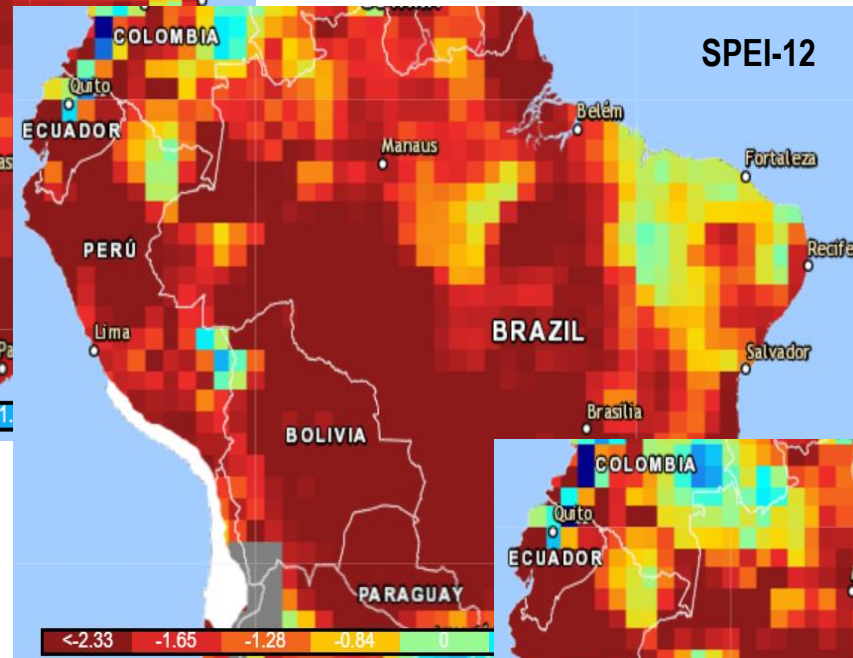 COLOMBIA
SPEI-12
Quito
ECUADOR
Belém
Manaus
Fortaleza
PERÚ
Recife
Lima
BRAZIL
Salvador
Brasilia
BOLIVIA
COLOMBIA
Quito
ECUADOR
PARAGUAY
<-2.33 -1.65 -1.28 -0.84 0